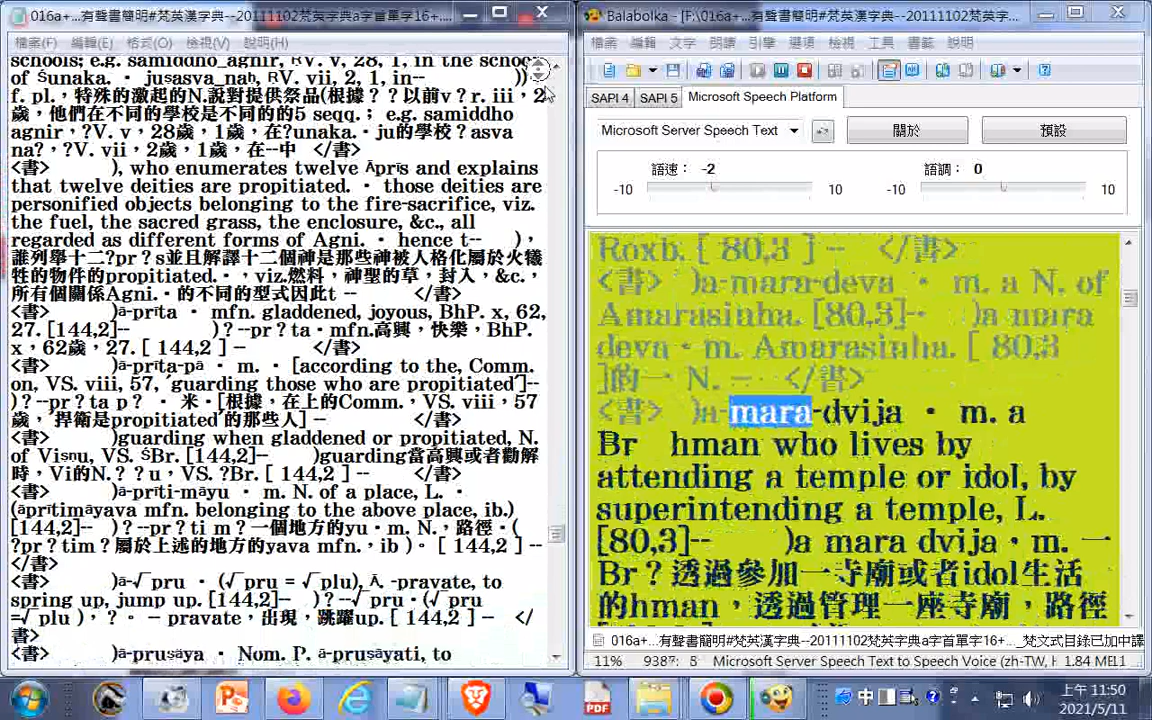 有聲書簡明#梵英漢字典--20111102梵英字典a字首單字16+...
檔案(F) 編輯(E) 格式(O) 檢視(V) 說明(H)
schools; e.g. samiddho_agnir, ṚV. v, 28, 1, in the school
of Śunaka. · juṣasva_naḥ, ṚV. vii, 2, 1, in-- ))
f. pl.,特殊的激起的N.說對提供祭品(根據??以前v?r. iii,2
歲,他們在不同的學校是不同的的5 seqq.; e.g. samiddho
agnir,?V. v,28歲,1歲,在?unaka.·ju的學校?asva
na?,?V. vii,2歲,1歲,在--中 </書>
<書> ), who enumerates twelve Āprīs and explains
that twelve deities are propitiated. · those deities are
personified objects belonging to the fire-sacrifice, viz.
the fuel, the sacred grass, the enclosure, &c., all
regarded as different forms of Agni. · hence t-- ),
誰列舉十二?pr?s並且解譯十二個神是那些神被人格化屬於火犧
牲的物件的propitiated.·,viz.燃料,神聖的草,封入,&c.,
所有個關係Agni.·的不同的型式因此t -- </書>
<書> )ā-prīta · mfn. gladdened, joyous, BhP. x, 62,
27. [144,2]-- )?--pr?ta·mfn.高興,快樂,BhP.
x,62歲,27. [ 144,2 ] -- </書>
<書> )ā-prīta-pā · m. · [according to the, Comm.
on, VS. viii, 57, 'guarding those who are propitiated']--
)?--pr?ta p?·米·[根據,在上的Comm.,VS. viii,57
歲,'捍衛是propitiated'的那些人] -- </書>
<書> )guarding when gladdened or propitiated, N.
of Viṣṇu, VS. ŚBr. [144,2]-- )guarding當高興或者勸解
時,Vi的N.??u,VS. ?Br. [ 144,2 ] -- </書>
<書> )ā-prīti-māyu · m. N. of a place, L. ·
(āprītimāyava mfn. belonging to the above place, ib.)
[144,2]-- )?--pr?ti m?一個地方的yu·m. N.,路徑·(
?pr?tim?屬於上述的地方的yava mfn.,ib )。[ 144,2 ] --
</書>
<書> )ā-√pru · (√pru = √plu), Ā. -pravate, to
spring up, jump up. [144,2]-- )?--√pru·(√pru
=√plu ),?。– pravate,出現,跳躍up. [ 144,2 ] -- </
書>
<書> )ā-pruṣāya · Nom. P. ā-pruṣāyati, to
Balabolka - [F:\016a+...有聲書簡明#梵英漢字典--20111102梵英字...
檔案 編輯 文字 朗讀 引擎 選項 檢視 工具 書籤 說明
SAPI 4 SAPI 5 Microsoft Speech Platform
Microsoft Server Speech Text 關於 預設
語速: -2 語調: 0
-10 10 -10 10
Roxb. [ 80,3 ] -- </書>
<書> )a-mara-deva · m. a N. of
Amarasinha. [80,3]-- )a mara
deva·m. Amarasinha. [ 80,3
]的一 N. -- </書>
<書> )a-mara-dvija · m. a
Br hman who lives by
attending a temple or idol, by
superintending a temple, L.
[80,3]-- )a mara dvija,m. 一
Br?透過參加一寺廟或者idol生活
的hman,透過管理一座寺廟,路徑
016a+...有聲書簡明#梵英漢字典--20111102梵英字典a字首單字16+..._梵文式目錄已加中譯
11% 9387: 8 Microsoft Server Speech Text to Speech Voice (zh-TW, H 1.84 МБ11
中
上午 11:50
2021/5/11